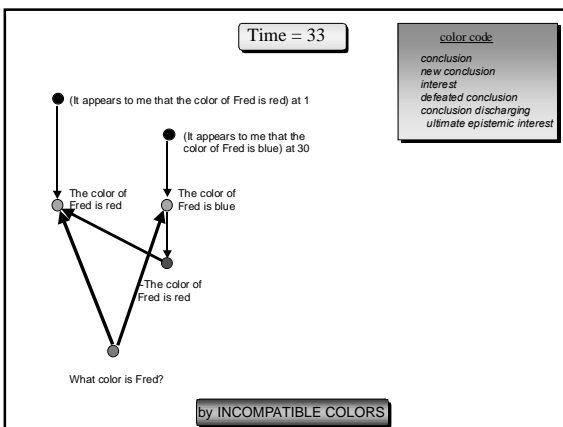 Time = 33
color code
conclusion
new conclusion
interest
defeated conclusion
conclusion discharging
ultimate epistemic interest
(It appears to me that the color of Fred is red) at 1
(It appears to me that the
color of Fred is blue) at 30
The color of
Fred is red
The color of
Fred is blue
~The color of
Fred is red
What color is Fred?
by INCOMPATIBLE COLORS